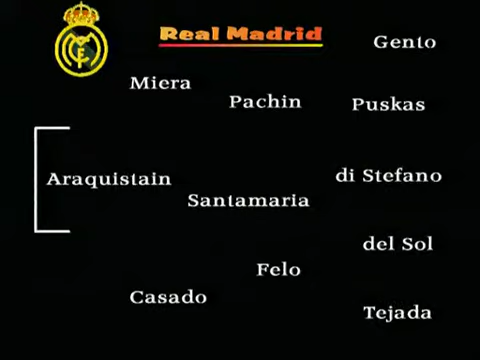 Real Madrid
Gento
Miera
Pachin
Puskas
Araquistain
di Stefano
Santamaria
del Sol
Felo
Casado
Tejada